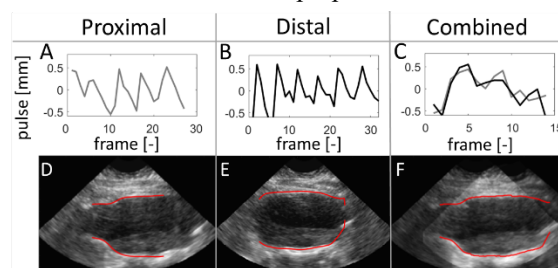 Proximal Distal Combined
A B C
0.5 0.5 0.5
0 0 0
-0.5 -0.5 -0.5
pulse [mm]
0 10 20 30 0 10 20 30 0 5 10 15
frame [-] frame [-] frame [-]
D E F